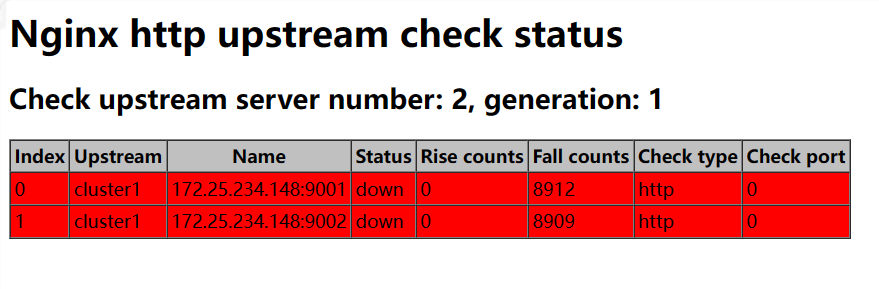 Nginx http upstream check status
Check upstream server number: 2, generation: 1
Index Upstream Name Status Rise counts Fall counts Check type Check port
0 cluster1 172.25.234.148:9001 down 0 8912 http 0
1 cluster1 172.25.234.148:9002 down 0 8909 http 0